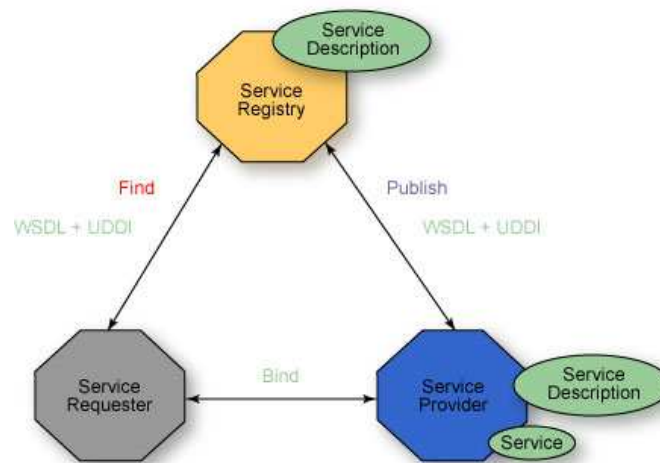 Service
Description
Service
Registry
Find
Publish
WSDL + UDDI
WSDL + UDDI
Service
Requester
Bind
Service
Provider
Service
Description
Service